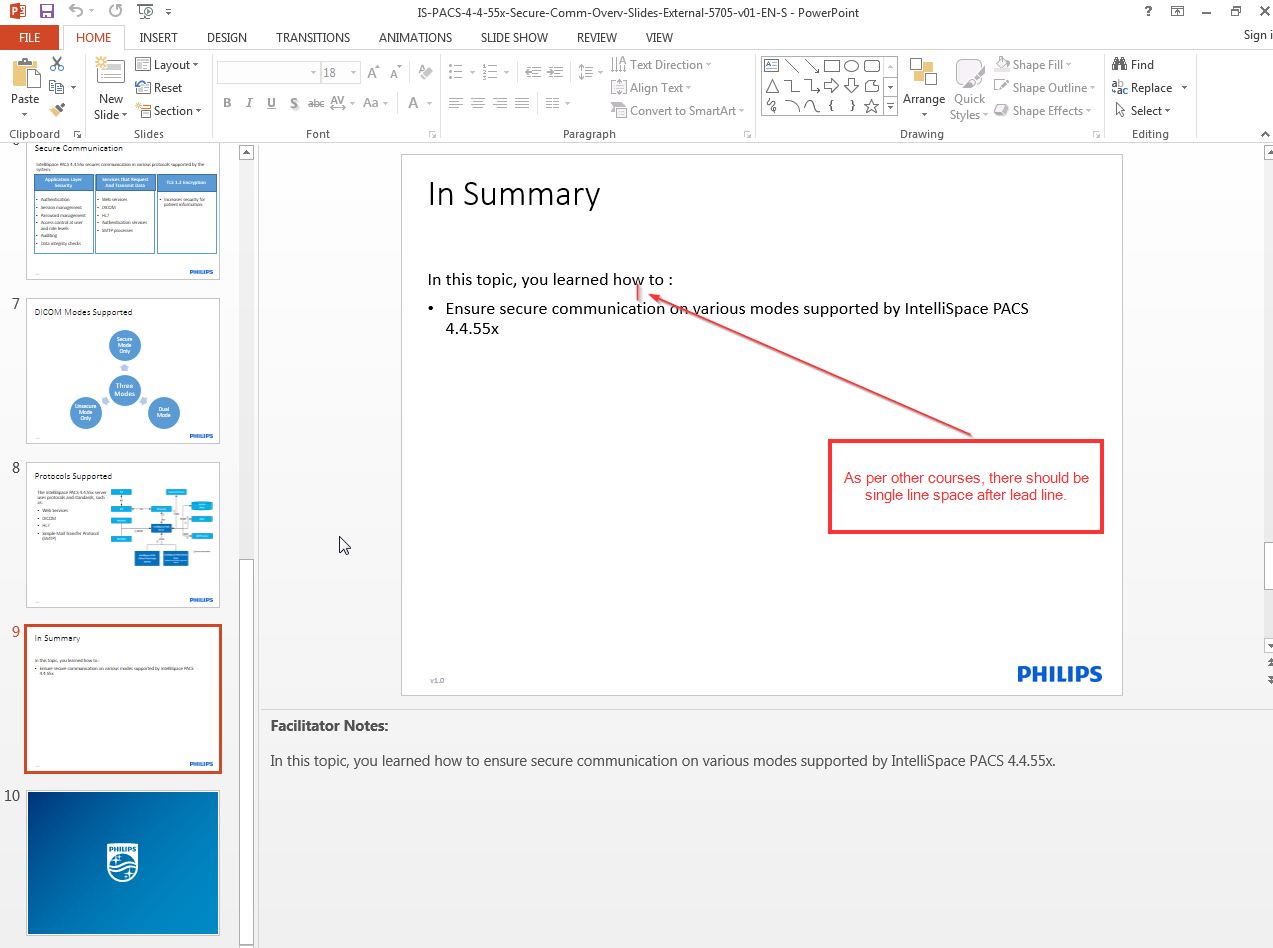 IS-PACS-4-4-55x-Secure-Comm-Overv-Slides-External-5705-v01-EN-S - PowerPoint
FILE HOME INSERT DESIGN TRANSITIONS ANIMATIONS SLIDE SHOW REVIEW VIEW Sign i
Paste
Clipboard
New
Slide
Layout
Reset
Section
Slides
18
B I U S abc AV Aa A
Font
Text Direction
Align Text
Convert to SmartArt
Paragraph
Arrange
Quick
Styles
Shape Fill
Shape Outline
Shape Effects
Drawing
Find
Replace
Select
Editing
Secure Communication
IntelliSpace PACS 4.4.55x secures communication in various protocols supported by the
system.
Application Layer
Security
• Authentication
• Session management
• Password management
• Access control at user
and role levels
• Auditing
• Data integrity checks
Services that Request
And Transmit Data
• Web services
• DICOM
• HL7
• Authentication services
• SMTP processes
TLS 1.2 Encryption
• Increases security for
patient information.
PHILIPS
7
DICOM Modes Supported
Secure
Mode
Only
Three
Modes
Unsecure
Mode
Only
Dual
Mode
PHILIPS
8
Protocols Supported
The IntelliSpace PACS 4.4.55x server
uses protocols and standards, such
as:
• Web Services
• DICOM
• HL7
• Simple Mail Transfer Protocol
(SMTP)
PHILIPS
9
In Summary
In this topic, you learned how to :
• Ensure secure communication on various modes supported by IntelliSpace PACS
4.4.55x
PHILIPS
10
PHILIPS
In Summary
In this topic, you learned how to :
• Ensure secure communication on various modes supported by IntelliSpace PACS
4.4.55x
As per other courses, there should be
single line space after lead line.
v1.0
PHILIPS
Facilitator Notes:
In this topic, you learned how to ensure secure communication on various modes supported by IntelliSpace PACS 4.4.55x.